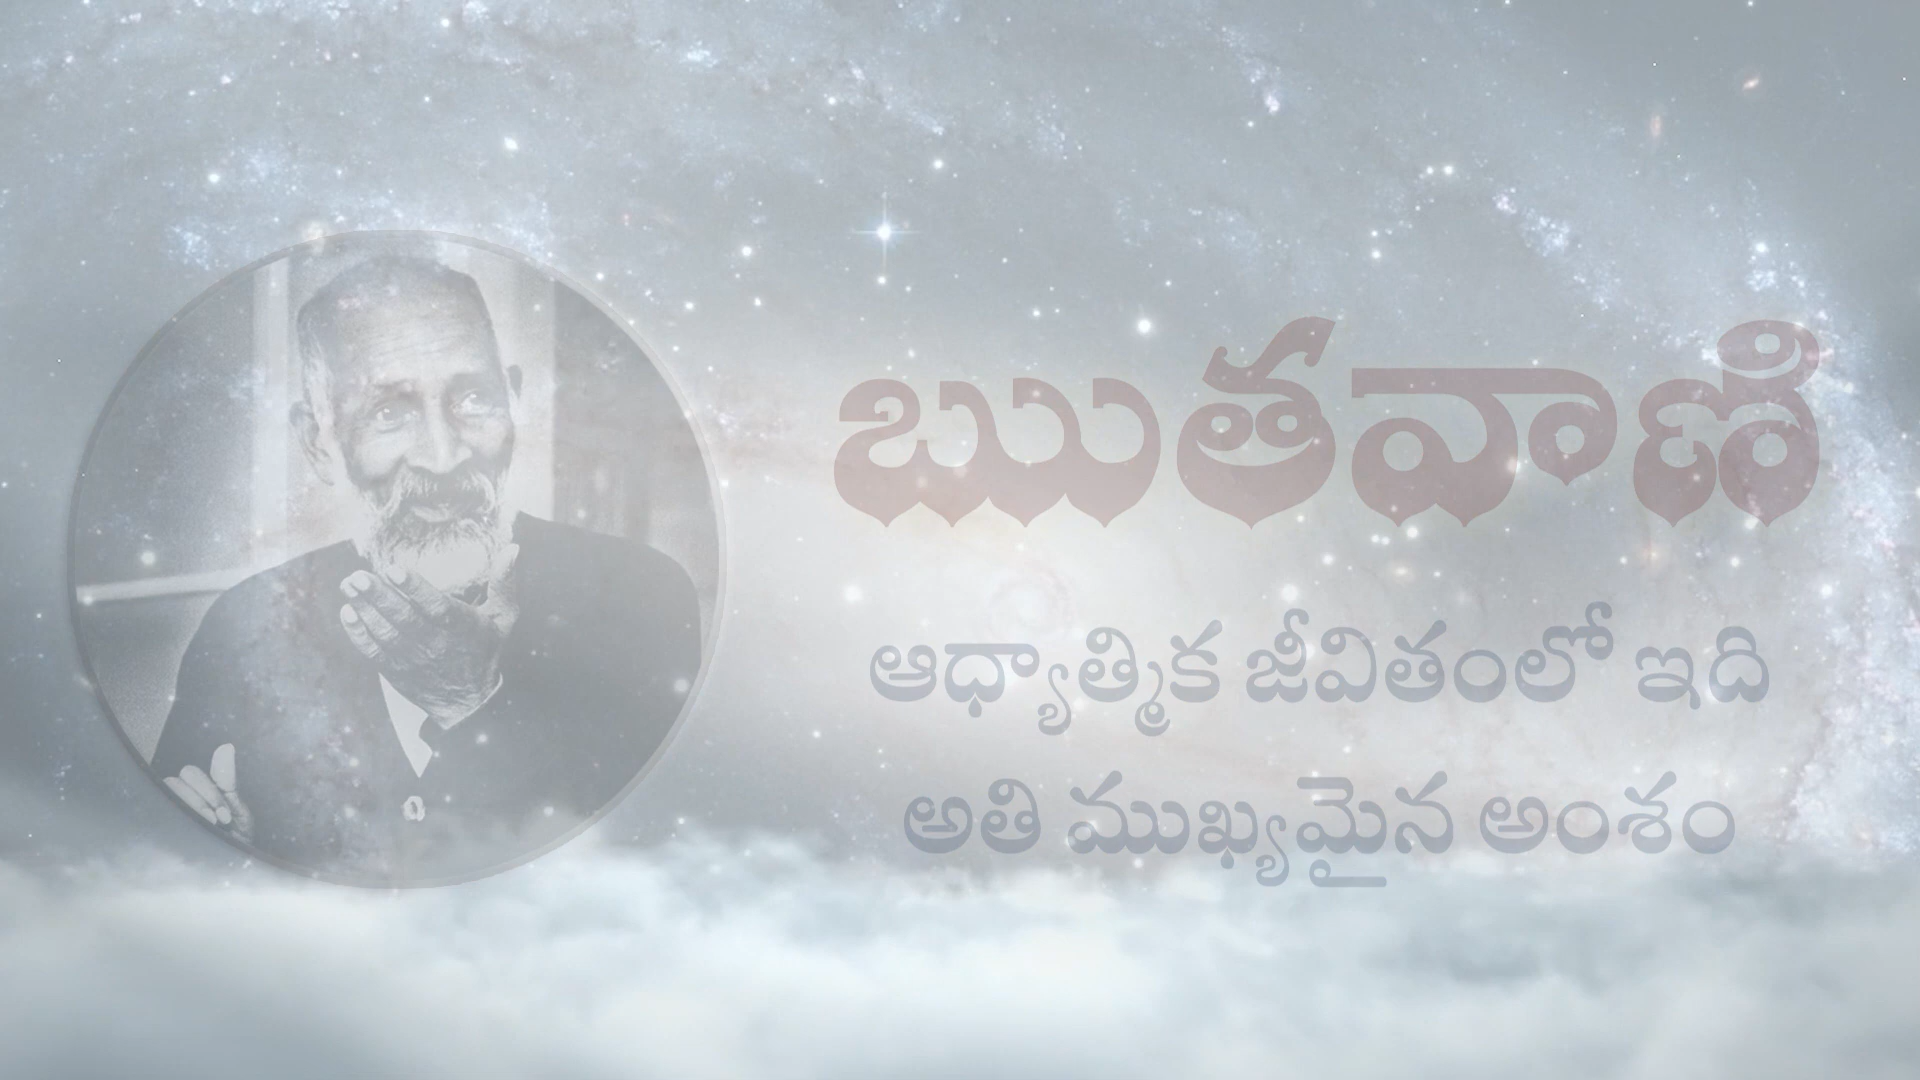 ఋతవాణి
ఆధ్యాత్మిక జీవితంలో ఇది
అతి ముఖ్యమైన అంశం